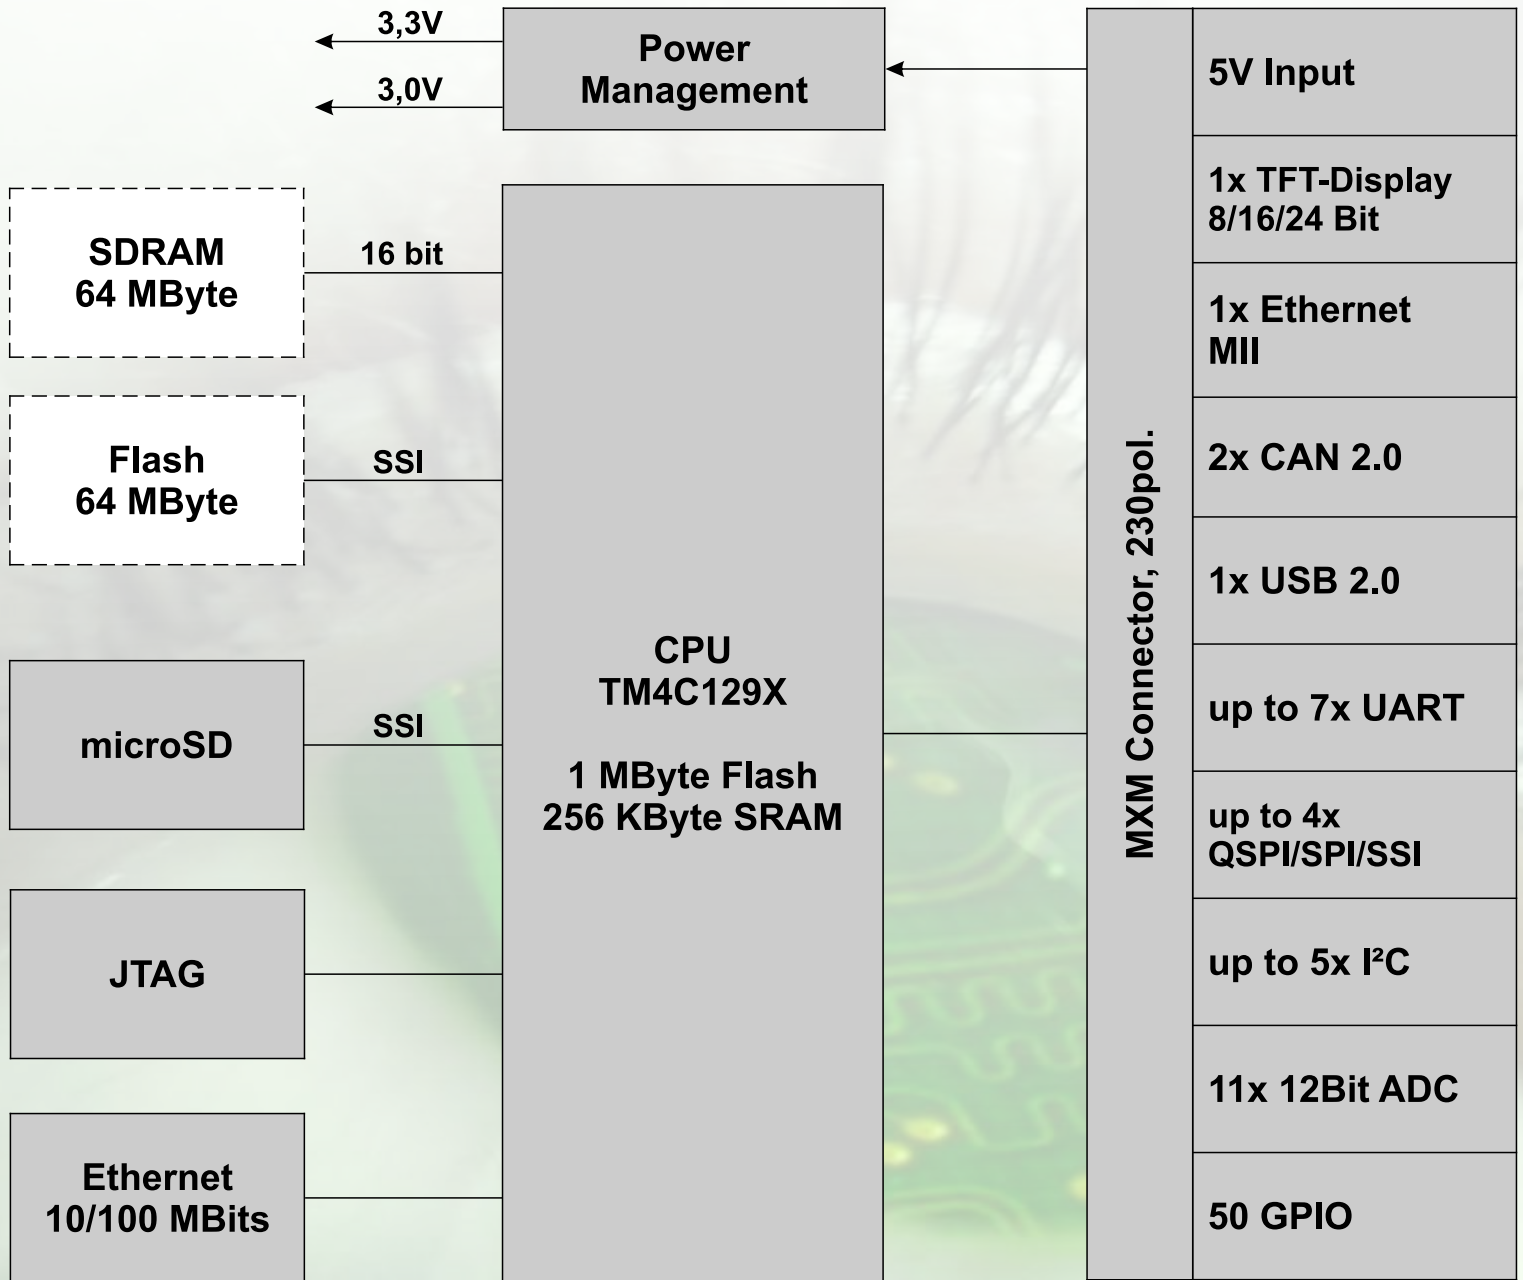 3,3V
3,0V
Power
Management
5V Input
1x TFT-Display
8/16/24 Bit
1x Ethernet
MII
2x CAN 2.0
1x USB 2.0
up to 7x UART
up to 4x
QSPI/SPI/SSI
up to 5x I²C
11x 12Bit ADC
50 GPIO
MXM Connector, 230pol.
SDRAM
64 MByte
16 bit
Flash
64 MByte
SSI
microSD
SSI
JTAG
Ethernet
10/100 MBits
CPU
TM4C129X
1 MByte Flash
256 KByte SRAM